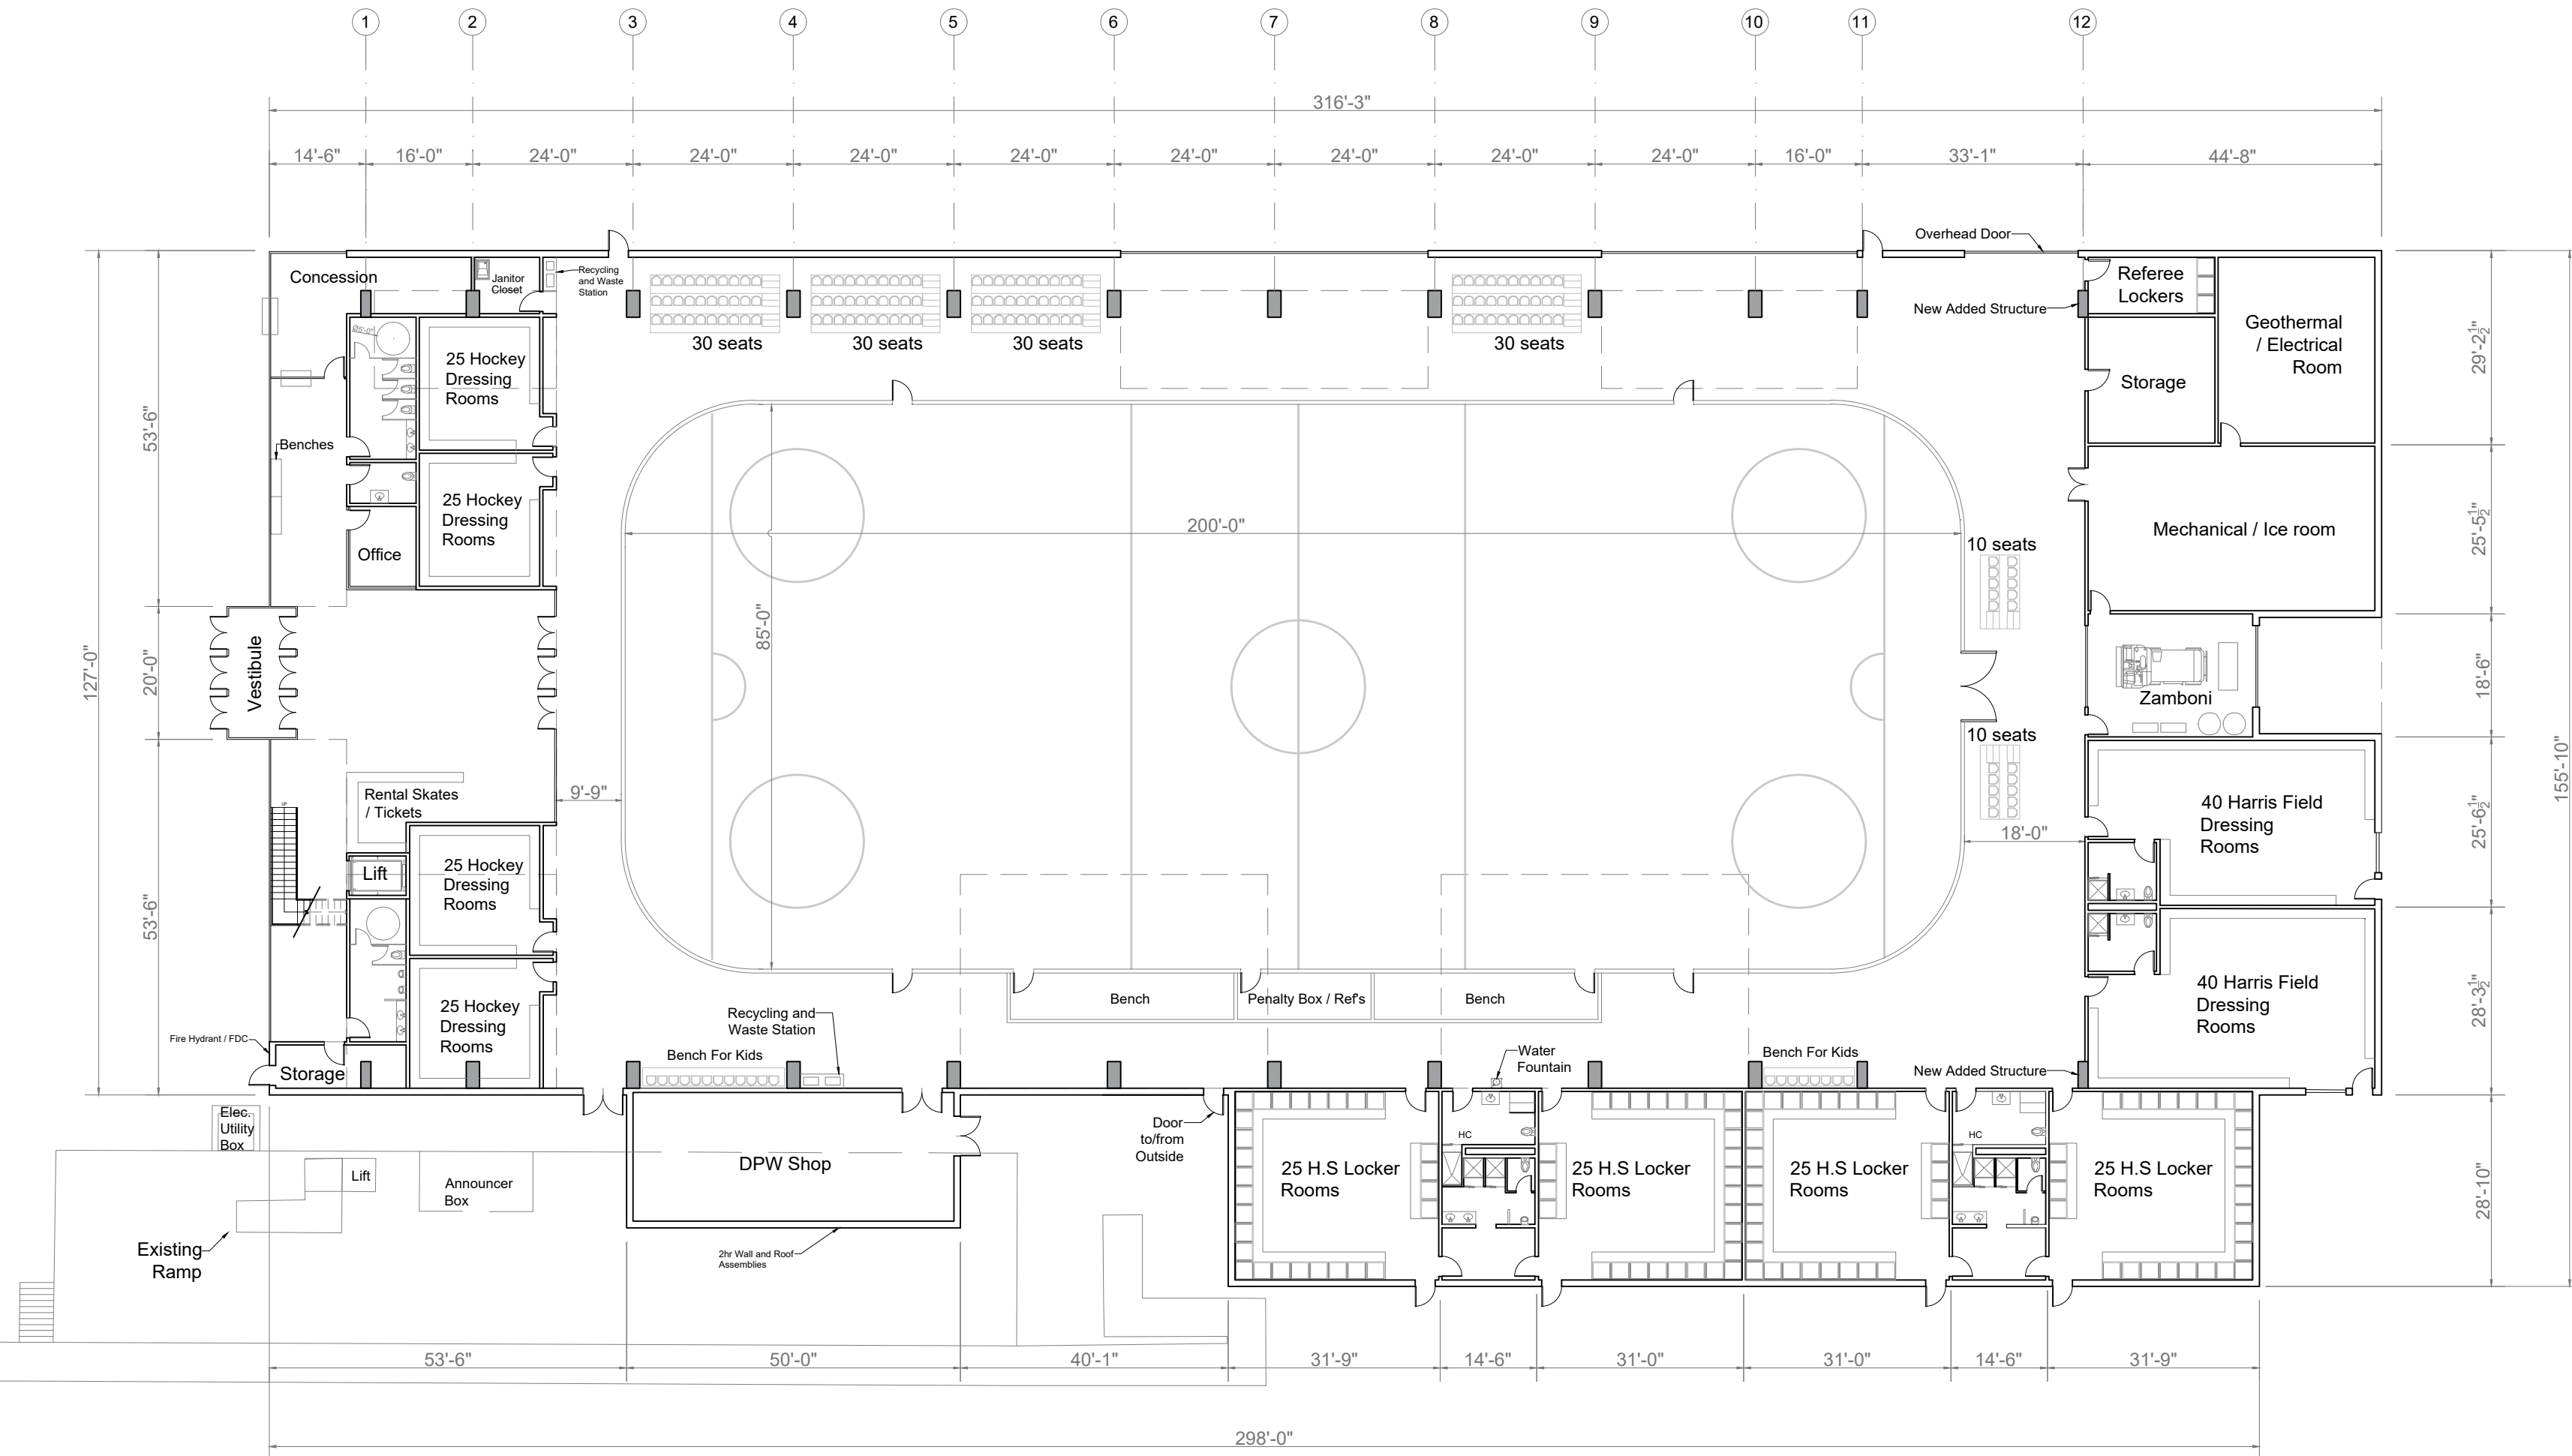 1 2 3 4 5 6 7 8 9 10 11 12
316'-3"
14'-6" 16'-0" 24'-0" 24'-0" 24'-0" 24'-0" 24'-0" 24'-0" 24'-0" 24'-0" 16'-0" 33'-1" 44'-8"
Overhead Door
Concession
Janitor
Closet
Recycling
and Waste
Station
Referee
Lockers
New Added Structure
30 seats
30 seats
30 seats
30 seats
Ø5'-0"
25 Hockey
Dressing
Rooms
Geothermal
/ Electrical
Room
Storage
29'-2 1/2"
53'-6"
Benches
25 Hockey
Dressing
Rooms
Office
200'-0"
10 seats
Mechanical / Ice room
25'-5 1/2"
127'-0"
20'-0"
Vestibule
85'-0"
Zamboni
18'-6"
10 seats
155'-10"
Rental Skates
/ Tickets
9'-9"
18'-0"
40 Harris Field
Dressing
Rooms
25'-6 1/2"
UP
Lift
25 Hockey
Dressing
Rooms
53'-6"
25 Hockey
Dressing
Rooms
Bench
Penalty Box / Ref's
Bench
40 Harris Field
Dressing
Rooms
28'-3 1/2"
Recycling and
Waste Station
Fire Hydrant / FDC
Storage
Bench For Kids
Water
Fountain
Bench For Kids
New Added Structure
Elec.
Utility
Box
Door
to/from
Outside
HC
HC
DPW Shop
Lift
Announcer
Box
25 H.S Locker
Rooms
25 H.S Locker
Rooms
25 H.S Locker
Rooms
25 H.S Locker
Rooms
28'-10"
Existing
Ramp
2hr Wall and Roof
Assemblies
53'-6" 50'-0" 40'-1" 31'-9" 14'-6" 31'-0" 31'-0" 14'-6" 31'-9"
298'-0"